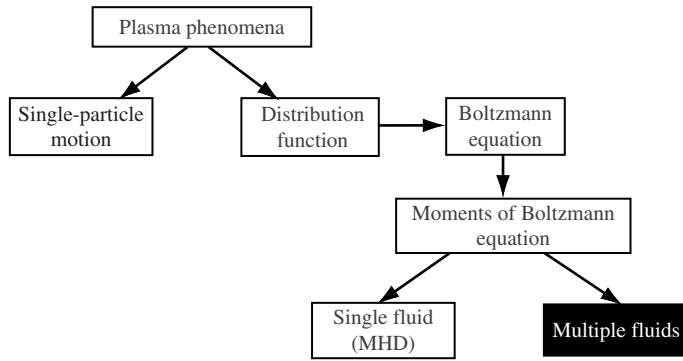 Plasma phenomena
Single-particle
motion
Distribution
function
Boltzmann
equation
Moments of Boltzmann
equation
Single fluid
(MHD)
Multiple fluids